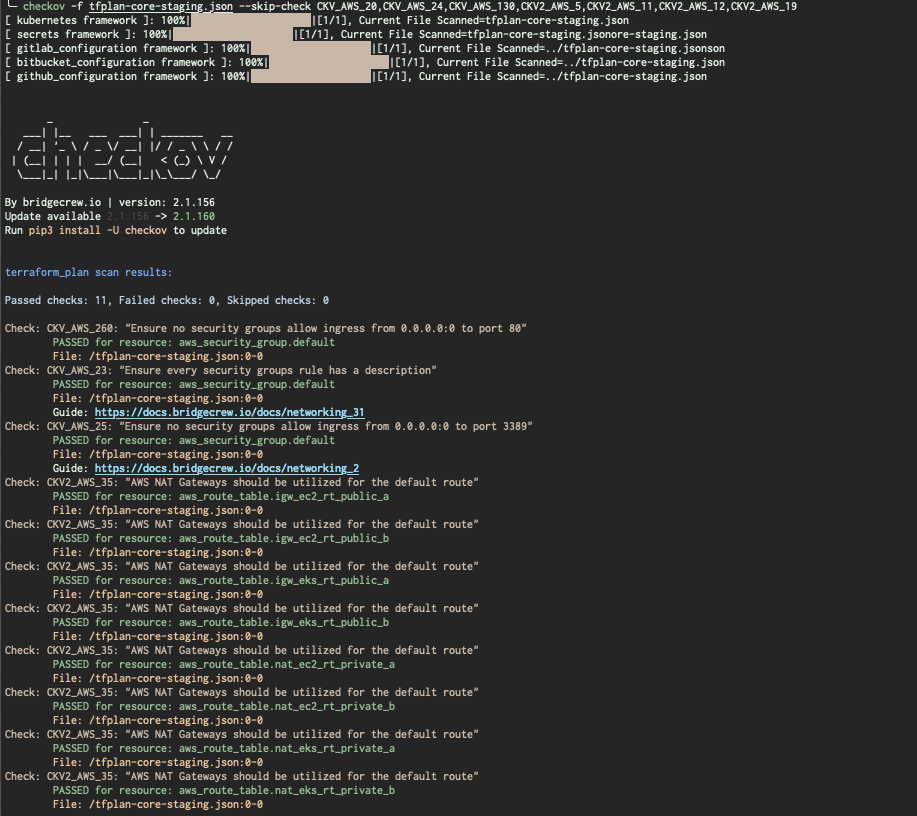 checkov -f tfplan-core-staging.json --skip-check CKV_AWS_20,CKV_AWS_24,CKV_AWS_130,CKV2_AWS_5,CKV2_AWS_11,CKV2_AWS_12,CKV2_AWS_19
[ kubernetes framework ]: 100%| |[1/1], Current File Scanned=tfplan-core-staging.json
[ secrets framework ]: 100%| |[1/1], Current File Scanned=tfplan-core-staging.jsonore-staging.json
[ gitlab_configuration framework ]: 100%| |[1/1], Current File Scanned=../tfplan-core-staging.jsonson
[ bitbucket_configuration framework ]: 100%| |[1/1], Current File Scanned=../tfplan-core-staging.json
[ github_configuration framework ]: 100%| |[1/1], Current File Scanned=../tfplan-core-staging.json
checkov
By bridgecrew.io | version: 2.1.156
Update available 2.1.156 -> 2.1.160
Run pip3 install -U checkov to update
terraform_plan scan results:
Passed checks: 11, Failed checks: 0, Skipped checks: 0
Check: CKV_AWS_260: "Ensure no security groups allow ingress from 0.0.0.0:0 to port 80"
PASSED for resource: aws_security_group.default
File: /tfplan-core-staging.json:0-0
Check: CKV_AWS_23: "Ensure every security groups rule has a description"
PASSED for resource: aws_security_group.default
File: /tfplan-core-staging.json:0-0
Guide: https://docs.bridgecrew.io/docs/networking_31
Check: CKV_AWS_25: "Ensure no security groups allow ingress from 0.0.0.0:0 to port 3389"
PASSED for resource: aws_security_group.default
File: /tfplan-core-staging.json:0-0
Guide: https://docs.bridgecrew.io/docs/networking_2
Check: CKV2_AWS_35: "AWS NAT Gateways should be utilized for the default route"
PASSED for resource: aws_route_table.igw_ec2_rt_public_a
File: /tfplan-core-staging.json:0-0
Check: CKV2_AWS_35: "AWS NAT Gateways should be utilized for the default route"
PASSED for resource: aws_route_table.igw_ec2_rt_public_b
File: /tfplan-core-staging.json:0-0
Check: CKV2_AWS_35: "AWS NAT Gateways should be utilized for the default route"
PASSED for resource: aws_route_table.igw_eks_rt_public_a
File: /tfplan-core-staging.json:0-0
Check: CKV2_AWS_35: "AWS NAT Gateways should be utilized for the default route"
PASSED for resource: aws_route_table.igw_eks_rt_public_b
File: /tfplan-core-staging.json:0-0
Check: CKV2_AWS_35: "AWS NAT Gateways should be utilized for the default route"
PASSED for resource: aws_route_table.nat_ec2_rt_private_a
File: /tfplan-core-staging.json:0-0
Check: CKV2_AWS_35: "AWS NAT Gateways should be utilized for the default route"
PASSED for resource: aws_route_table.nat_ec2_rt_private_b
File: /tfplan-core-staging.json:0-0
Check: CKV2_AWS_35: "AWS NAT Gateways should be utilized for the default route"
PASSED for resource: aws_route_table.nat_eks_rt_private_a
File: /tfplan-core-staging.json:0-0
Check: CKV2_AWS_35: "AWS NAT Gateways should be utilized for the default route"
PASSED for resource: aws_route_table.nat_eks_rt_private_b
File: /tfplan-core-staging.json:0-0